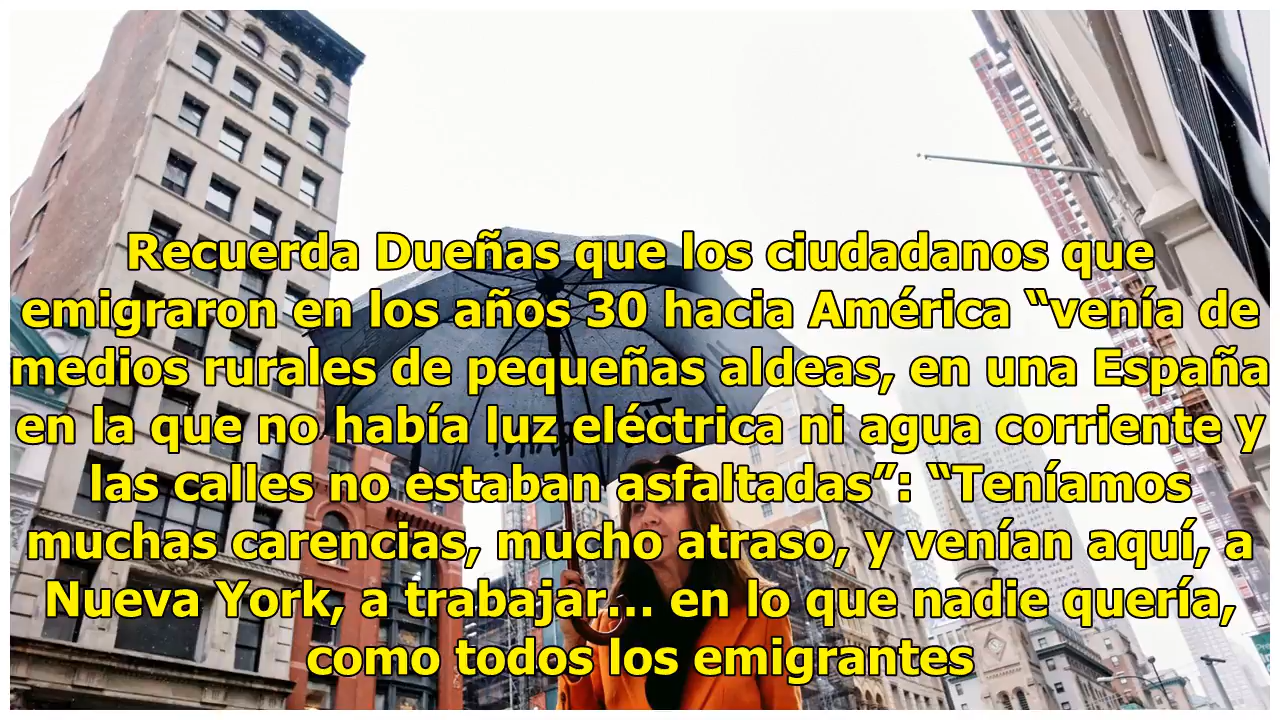 Recuerda Dueñas que los ciudadanos que
emigraron en los años 30 hacia América “venía de
medios rurales de pequeñas aldeas, en una España
en la que no había luz eléctrica ni agua corriente y
las calles no estaban asfaltadas”: “Teníamos
muchas carencias, mucho atraso, y venían aquí, a
Nueva York, a trabajar... en lo que nadie quería,
como todos los emigrantes